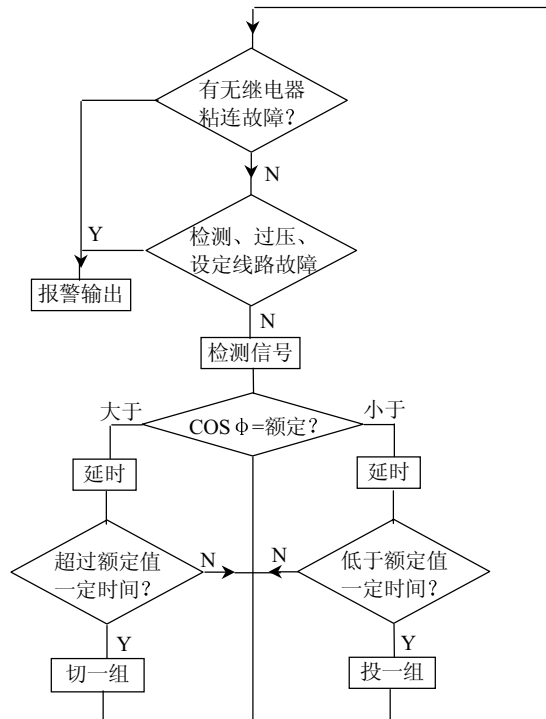 有无继电器
粘连故障?
N
检测、过压、
设定线路故障
Y
报警输出
N
检测信号
大于
COSφ=额定?
小于
延时
延时
超过额定值
一定时间?
N
N
低于额定值
一定时间?
Y
Y
切一组
投一组